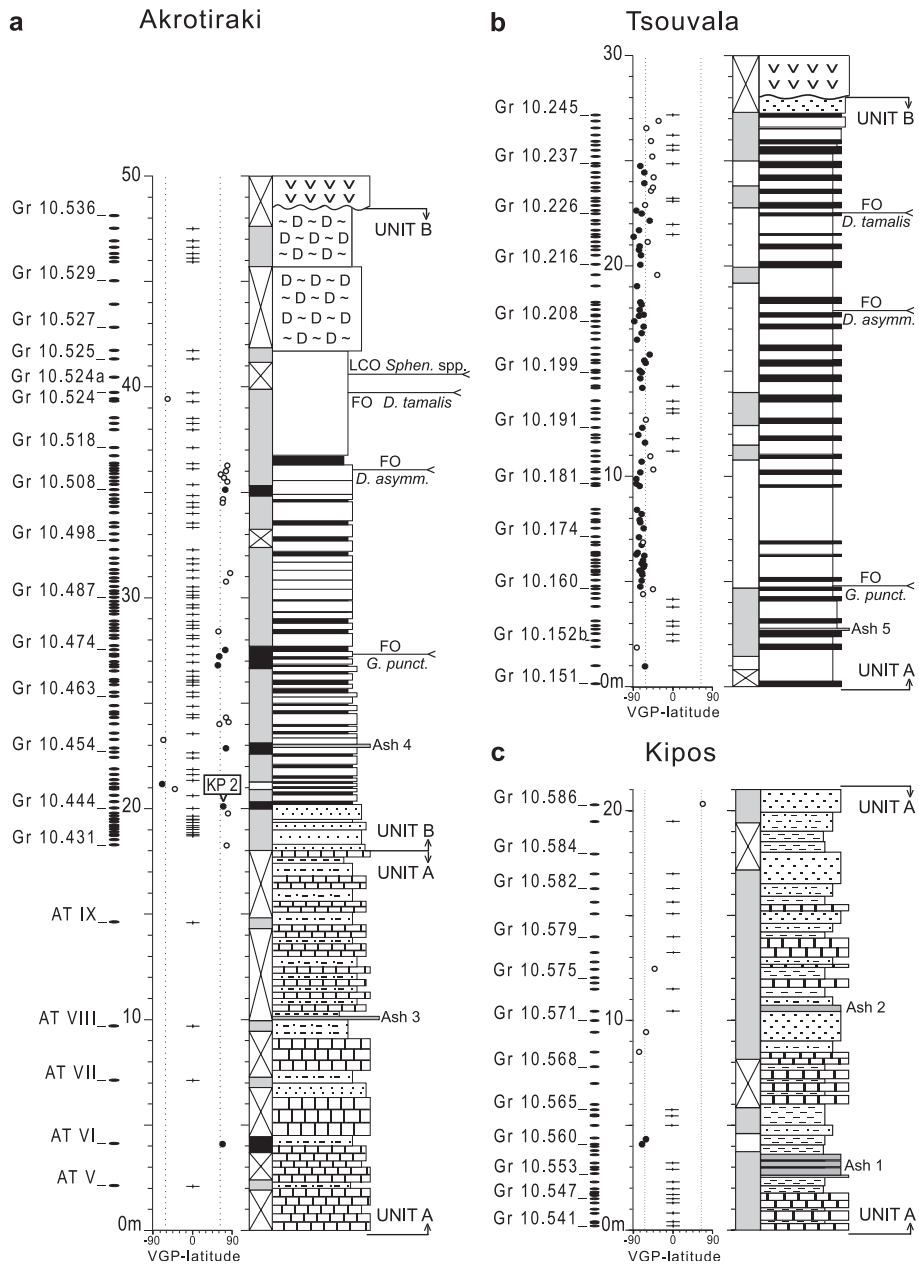 a
Akrotiraki
50
40
30
20
10
0m
Gr 10.536
Gr 10.529
Gr 10.527
Gr 10.525
Gr 10.524a
Gr 10.524
Gr 10.518
Gr 10.508
Gr 10.498
Gr 10.487
Gr 10.474
Gr 10.463
Gr 10.454
Gr 10.444
Gr 10.431
AT IX
AT VIII
AT VII
AT VI
AT V
KP 2
V V V V
V V V
~ D ~ D
D ~ D ~ D
~ D ~ D
D ~ D ~ D
~ D ~ D
~ D ~ D
D ~ D ~ D
~ D ~ D
UNIT B
LCO Sphen. spp.
FO D. tamalis
FO
D. asymm.
FO
G. punct.
Ash 4
UNIT B
UNIT A
Ash 3
UNIT A
-90 0 90
VGP-latitude
b
Tsouvala
30
20
10
0m
Gr 10.245
Gr 10.237
Gr 10.226
Gr 10.216
Gr 10.208
Gr 10.199
Gr 10.191
Gr 10.181
Gr 10.174
Gr 10.160
Gr 10.152b
Gr 10.151
V V V V
V V V
UNIT B
FO
D. tamalis
FO
D. asymm.
FO
G. punct.
Ash 5
UNIT A
-90 0 90
VGP-latitude
c
Kipos
20
10
0m
Gr 10.586
Gr 10.584
Gr 10.582
Gr 10.579
Gr 10.575
Gr 10.571
Gr 10.568
Gr 10.565
Gr 10.560
Gr 10.553
Gr 10.547
Gr 10.541
UNIT A
Ash 2
Ash 1
UNIT A
-90 0 90
VGP-latitude